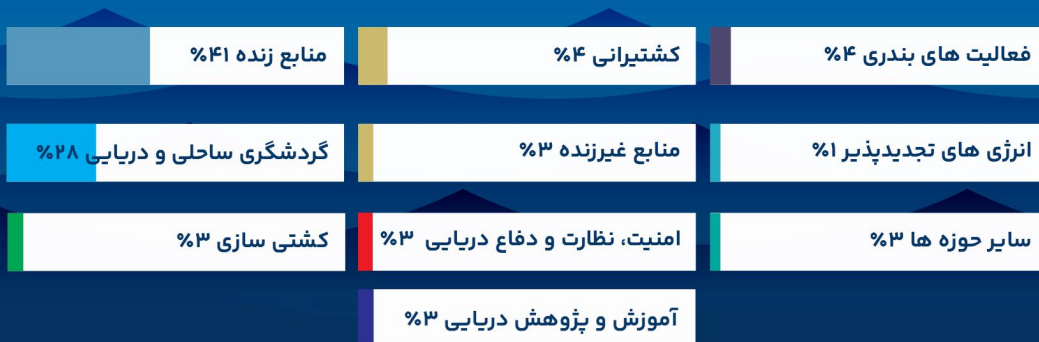 فعالیت های بندری ۴%
کشتیرانی ۴%
منابع زنده ۴۱%
انرژی های تجدیدپذیر ۱%
منابع غیرزنده ۳%
گردشگری ساحلی و دریایی ۲۸%
سایر حوزه ها ۳%
امنیت، نظارت و دفاع دریایی ۳%
کشتی سازی ۳%
آموزش و پژوهش دریایی ۳%